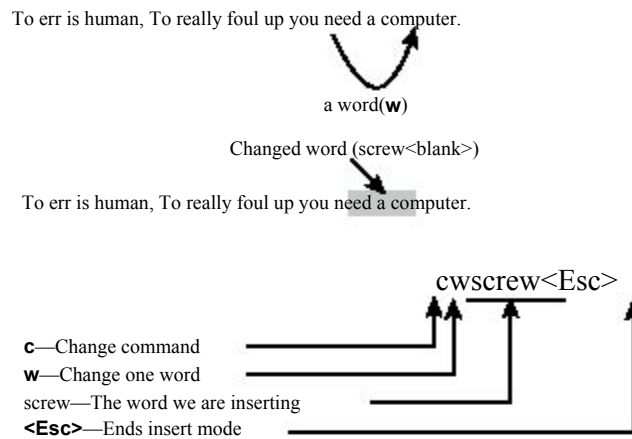 To err is human, To really foul up you need a computer.
a word(w)
Changed word (screw<blank>)
To err is human, To really foul up you need a computer.
cwscrew<Esc>
c—Change command
w—Change one word
screw—The word we are inserting
<Esc>—Ends insert mode